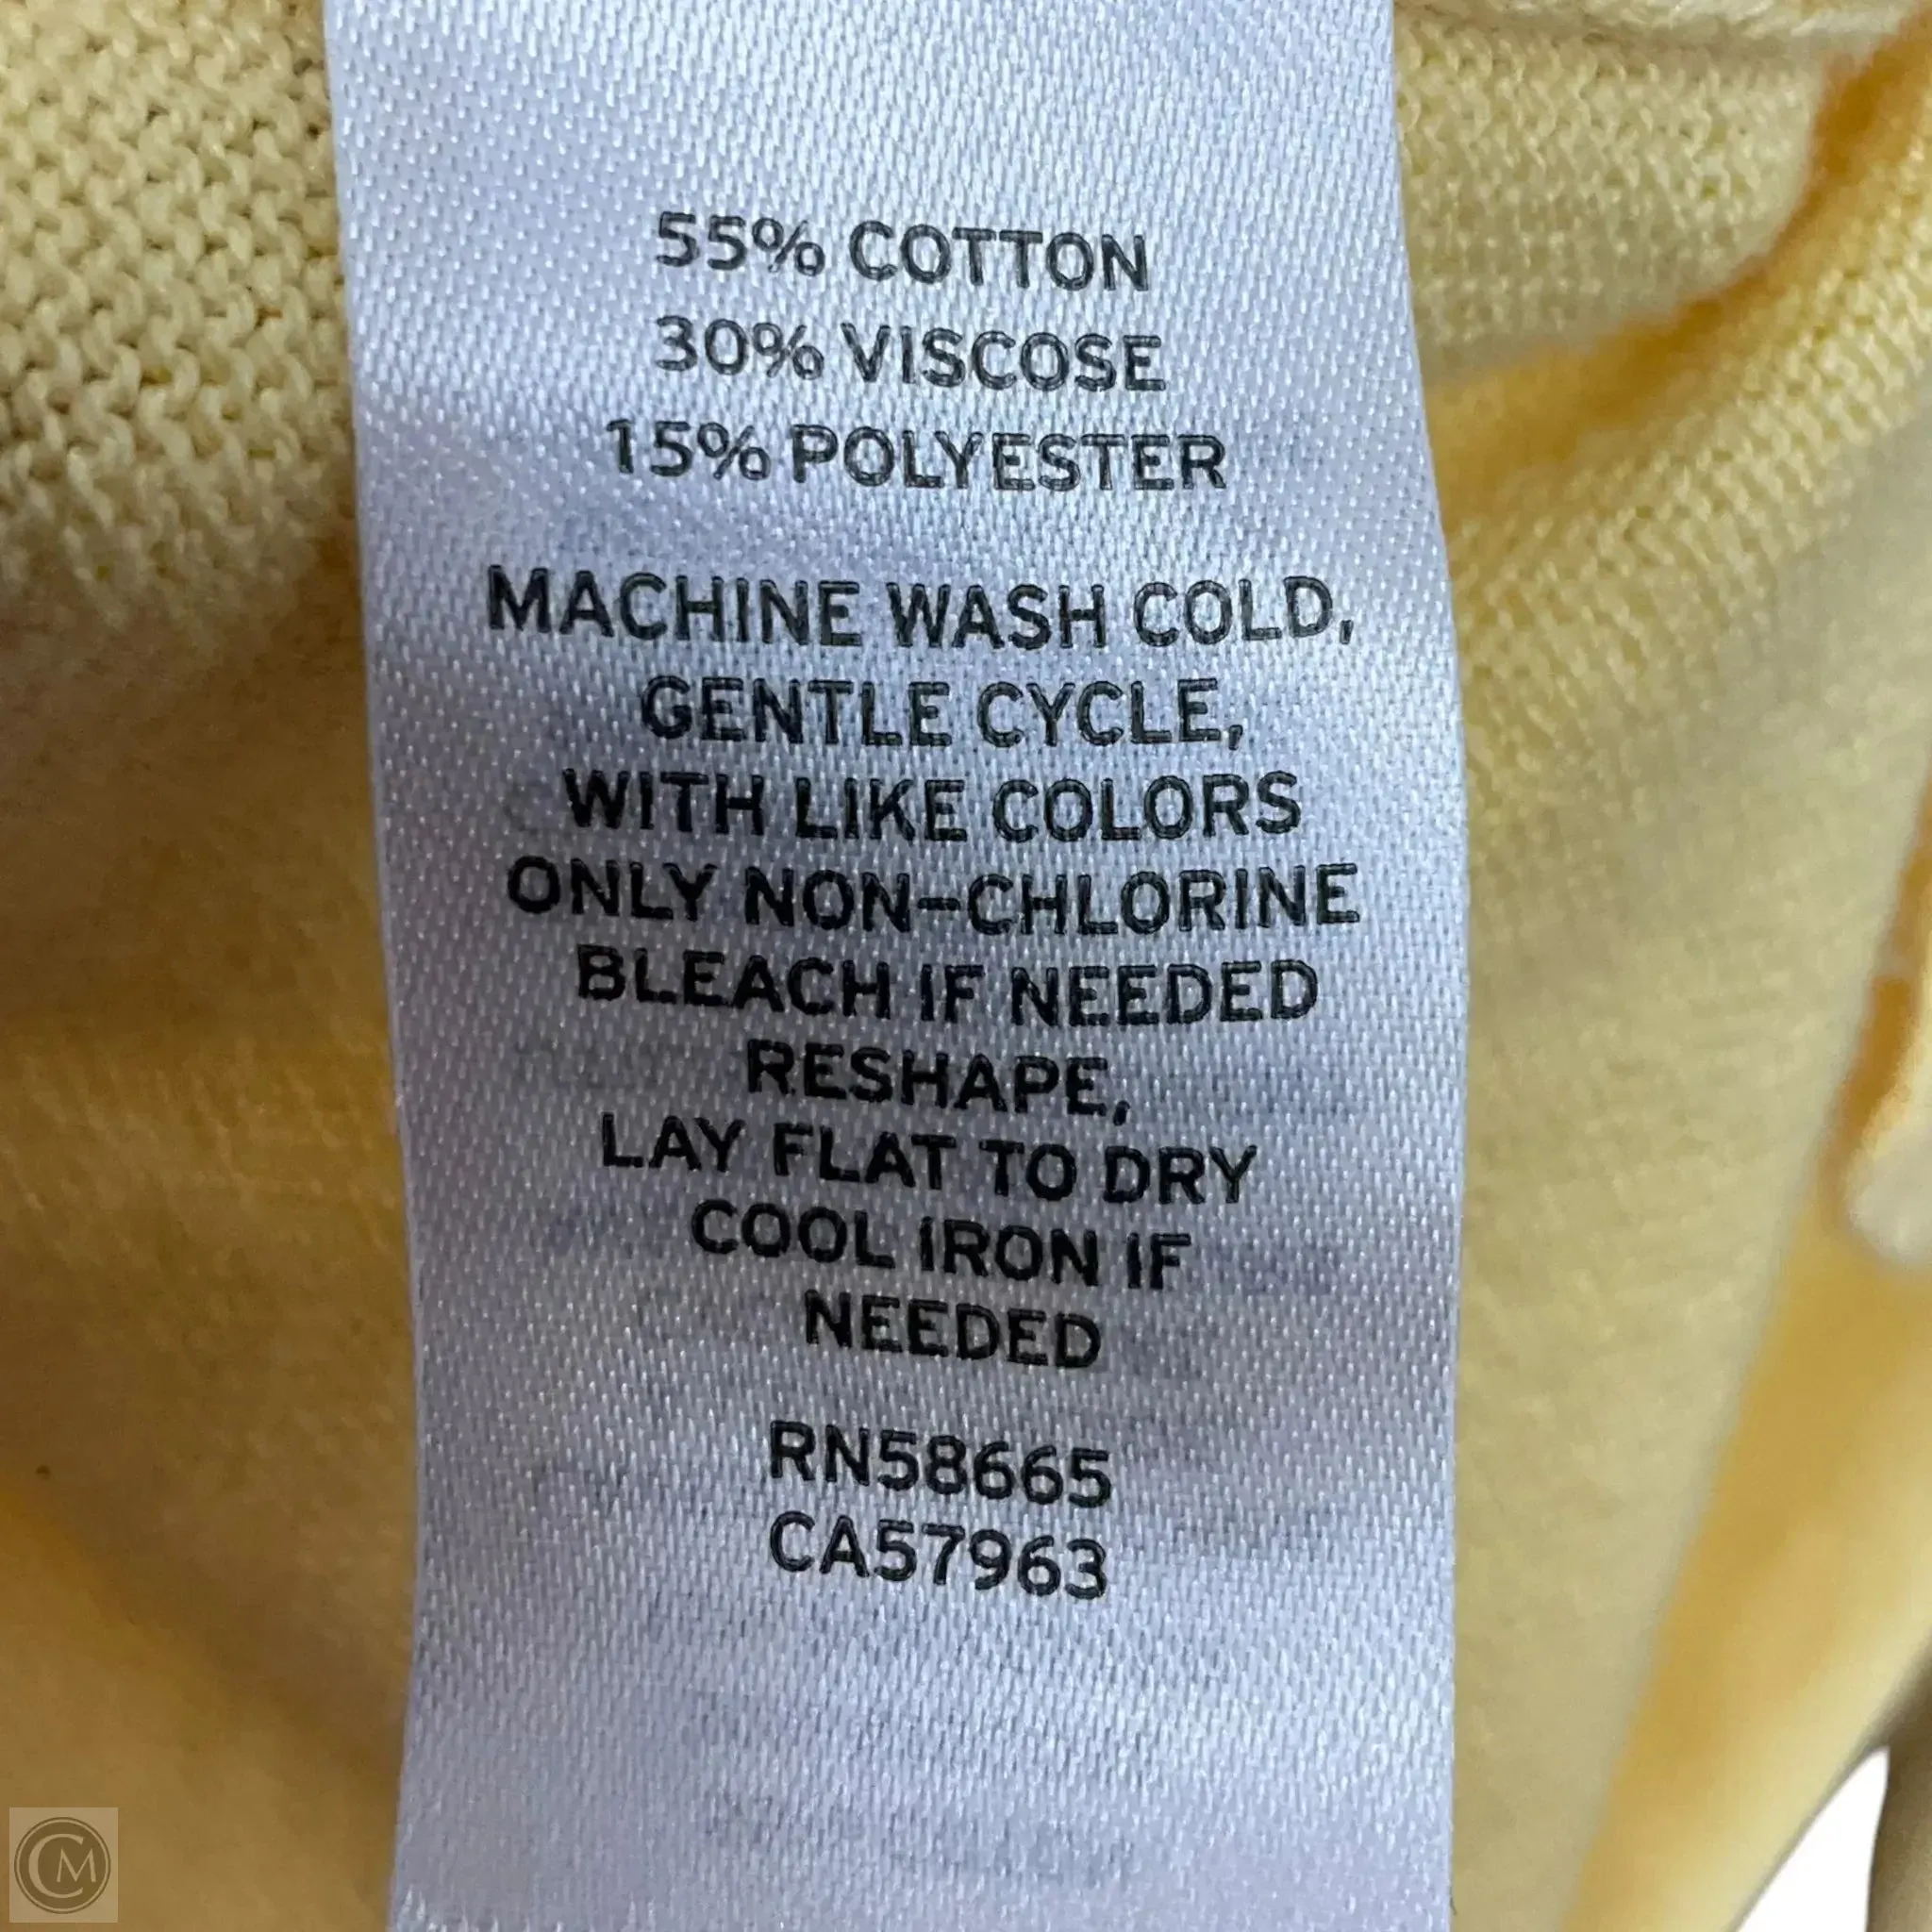 55% COTTON
30% VISCOSE
15% POLYESTER
MACHINE WASH COLD,
GENTLE CYCLE,
WITH LIKE COLORS
ONLY NON-CHLORINE
BLEACH IF NEEDED
RESHAPE,
LAY FLAT TO DRY
COOL IRON IF
NEEDED
RN58665
CA57963
CM